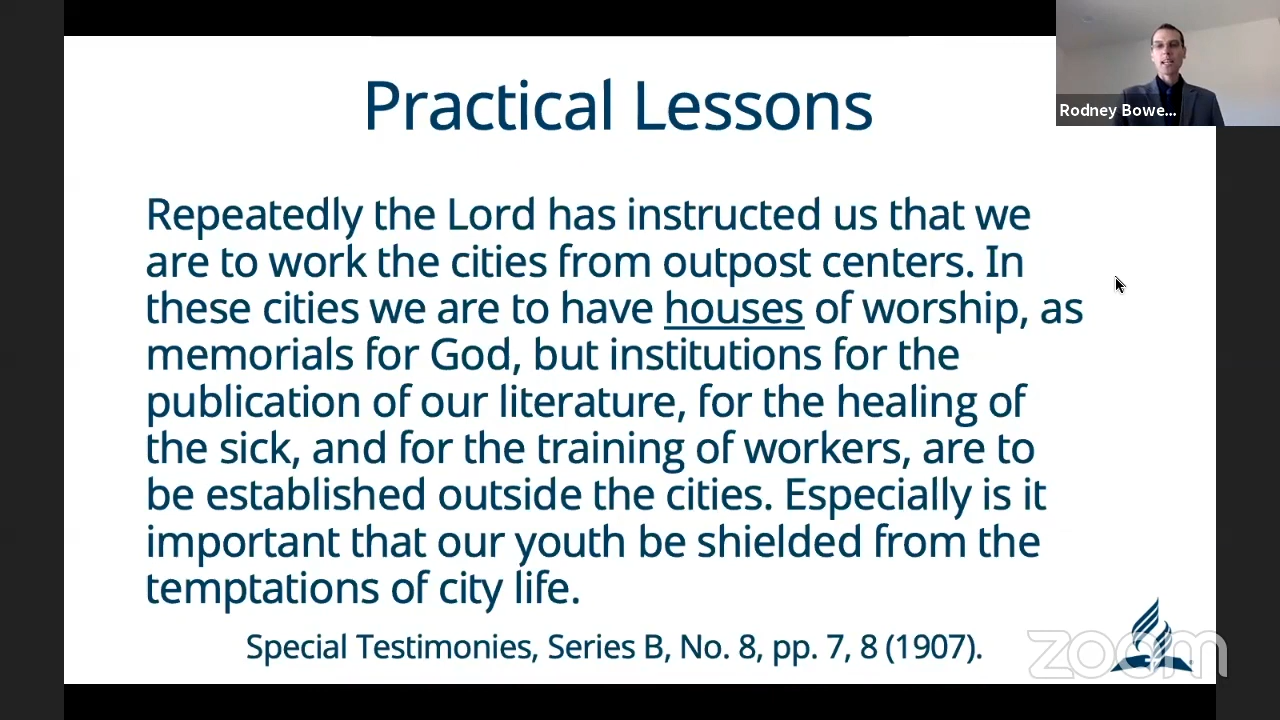 Practical Lessons
Rodney Bowe...
Repeatedly the Lord has instructed us that we
are to work the cities from outpost centers. In
these cities we are to have houses of worship, as
memorials for God, but institutions for the
publication of our literature, for the healing of
the sick, and for the training of workers, are to
be established outside the cities. Especially is it
important that our youth be shielded from the
temptations of city life.
Special Testimonies, Series B, No. 8, pp. 7, 8 (1907).
zoom